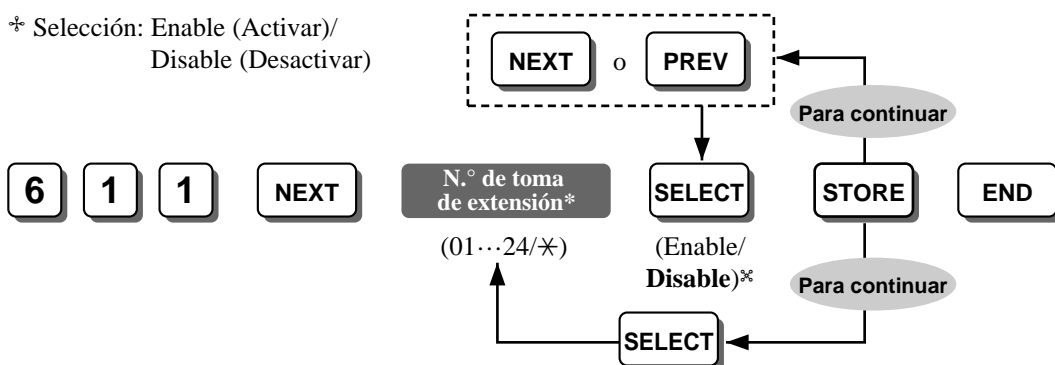 ✢ Selección: Enable (Activar)/
Disable (Desactivar)
NEXT o PREV
Para continuar
6 1 1 NEXT N.° de toma de extensión* SELECT STORE END
(01···24/✳)
(Enable/
Disable)✂
Para continuar
SELECT